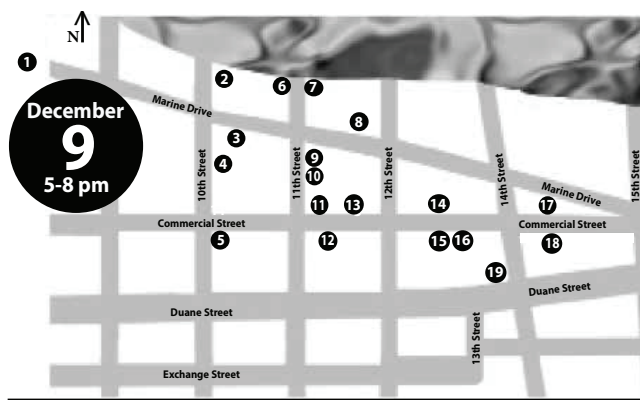 N
1
2
6
7
December
9
5-8 pm
Marine Drive
8
3
4
9
10
10th Street
11th Street
12th Street
14th Street
15th Street
11
13
14
17
Marine Drive
Commercial Street
Commercial Street
5
12
15
16
18
19
Duane Street
Duane Street
13th Street
Exchange Street